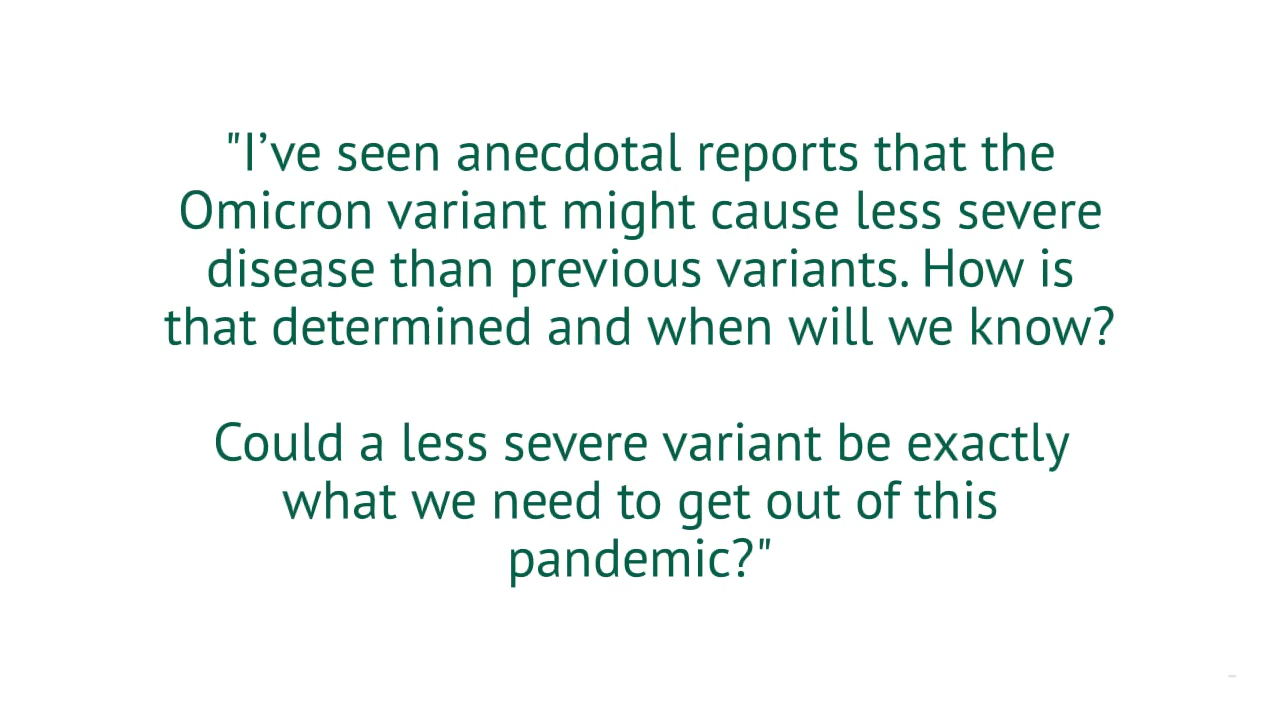 "I’ve seen anecdotal reports that the
Omicron variant might cause less severe
disease than previous variants. How is
that determined and when will we know?
Could a less severe variant be exactly
what we need to get out of this
pandemic?"